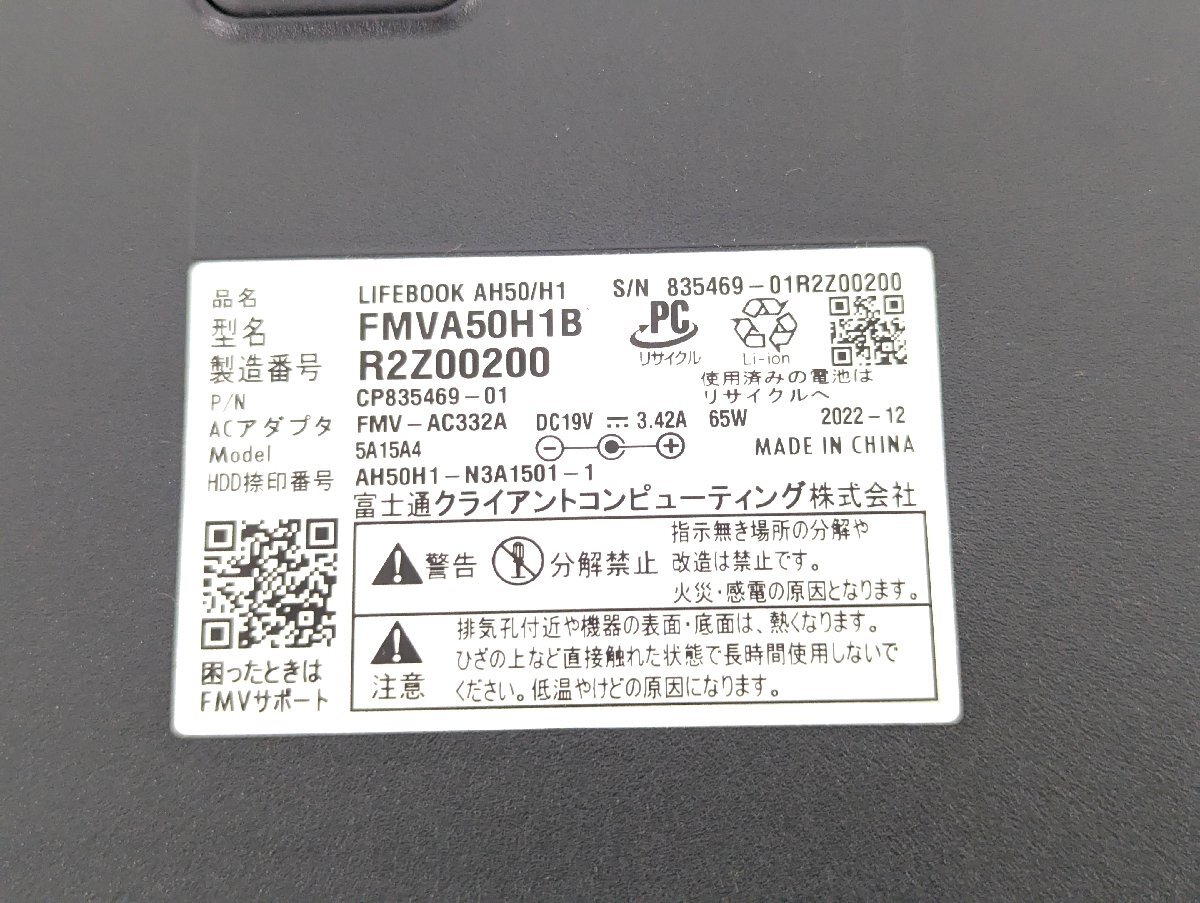 品名 LIFEBOOK AH50/H1 S/N 835469-01R2Z00200
型名 FMVA50H1B
製造番号 R2Z00200
PC
リサイクル
Li-ion
使用済みの電池は
リサイクルへ
P/N CP835469-01
ACアダプタ FMV-AC332A DC19V ⎓ 3.42A 65W 2022-12
Model 5A15A4 MADE IN CHINA
HDD捺印番号 AH50H1-N3A1501-1
富士通クライアントコンピューティング株式会社
警告 分解禁止
指示無き場所の分解や
改造は禁止です。
火災・感電の原因となります。
注意
排気孔付近や機器の表面・底面は、熱くなります。
ひざの上など直接触れた状態で長時間使用しないで
ください。低温やけどの原因になります。
困ったときは
FMVサポート